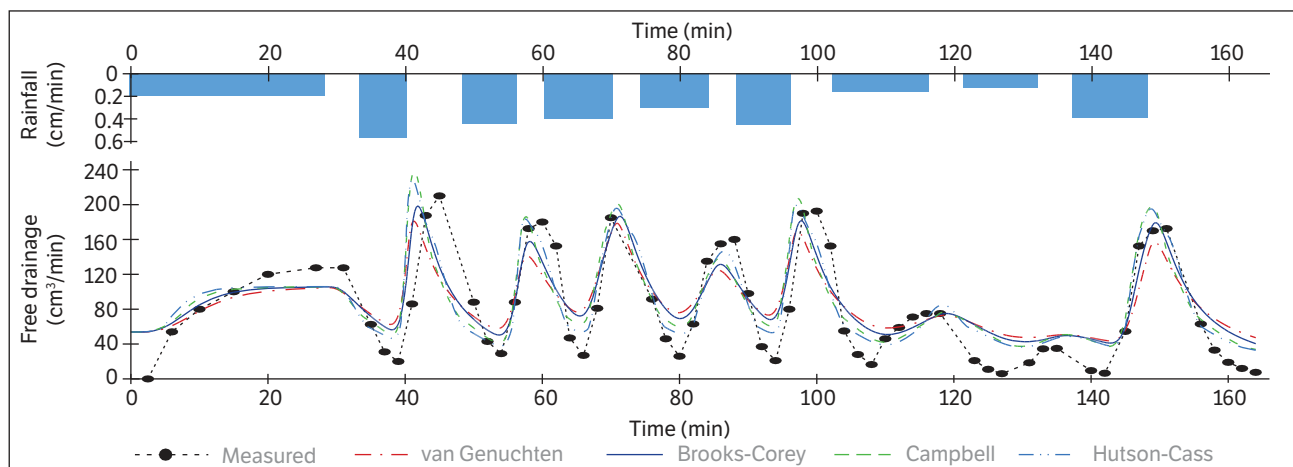 Time (min)
0 20 40 60 80 100 120 140 160
Rainfall
(cm/min)
0
0.2
0.4
0.6
Free drainage
(cm³/min)
240
200
160
120
80
40
0
0 20 40 60 80 100 120 140 160
Time (min)
Measured van Genuchten Brooks-Corey Campbell Hutson-Cass